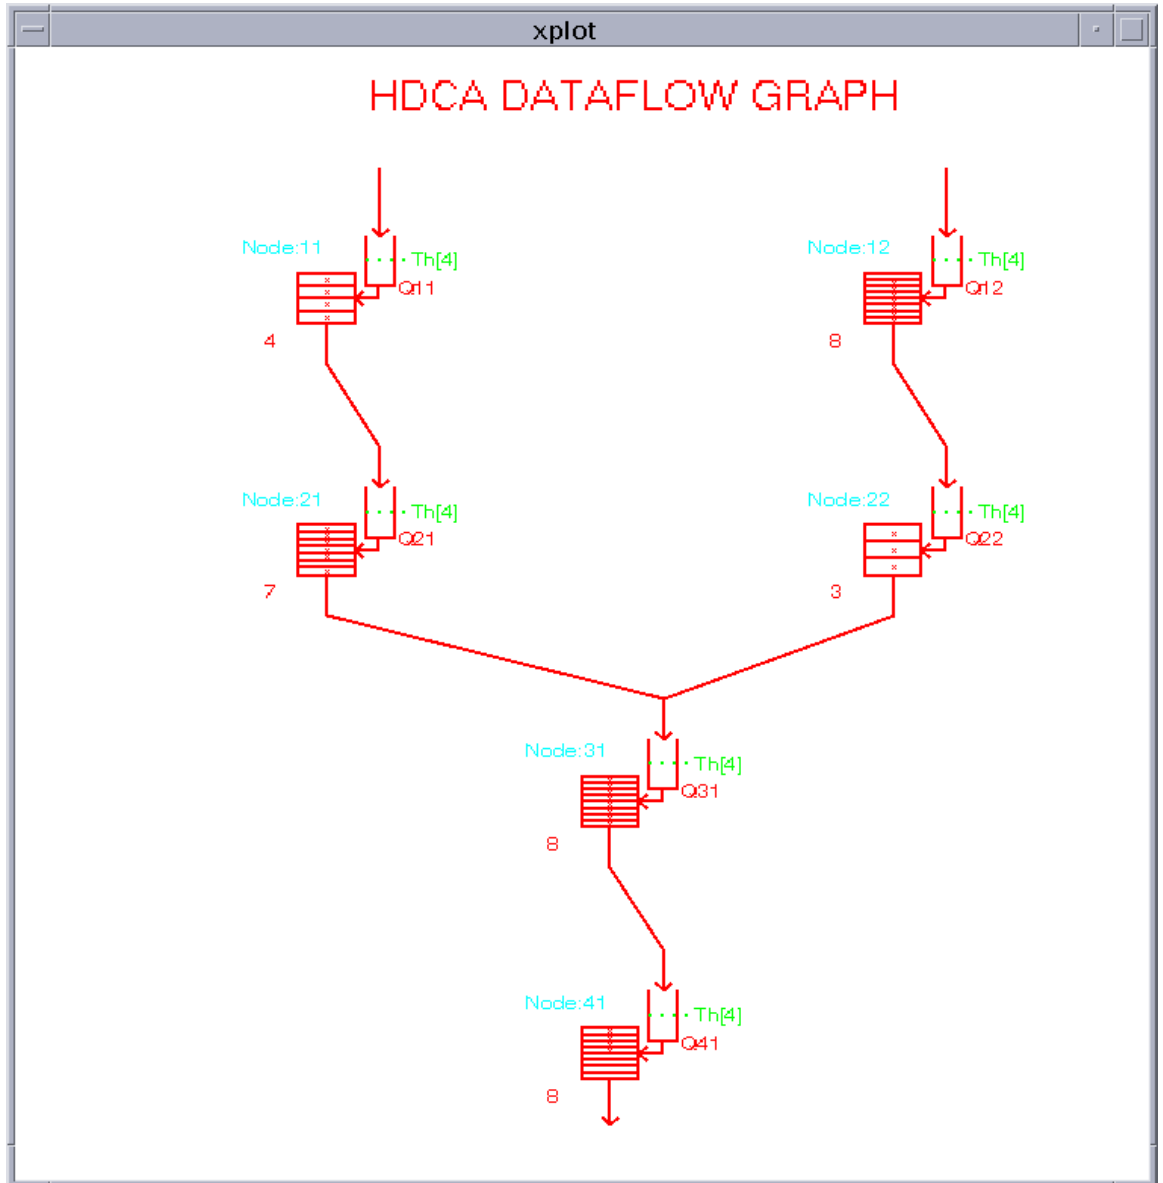 xplot
HDCA DATAFLOW GRAPH
Node:11
Th[4]
Q11
4
Node:12
Th[4]
Q12
8
Node:21
Th[4]
Q21
7
Node:22
Th[4]
Q22
3
Node:31
Th[4]
Q31
8
Node:41
Th[4]
Q41
8